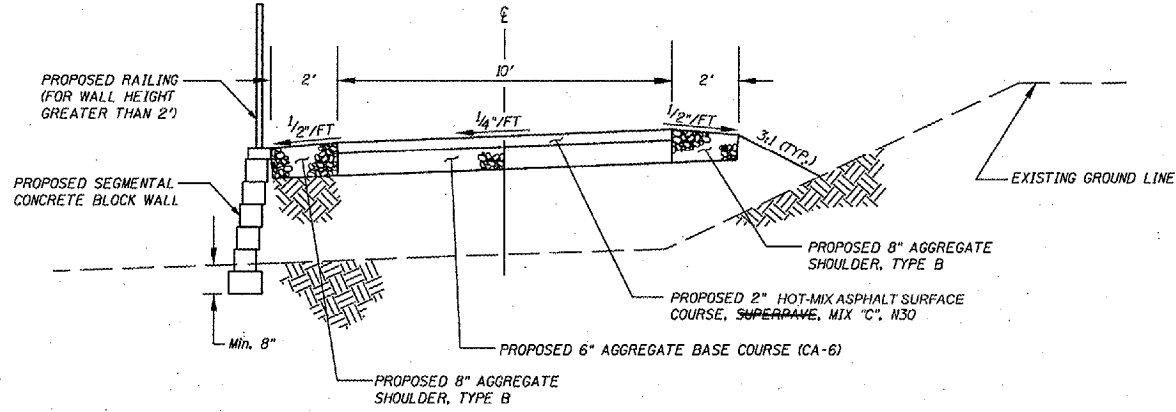 ℄
2'
10'
2'
PROPOSED RAILING
(FOR WALL HEIGHT
GREATER THAN 2')
1/2"/FT
1/4"/FT
1/2"/FT
3:1 (TYP.)
PROPOSED SEGMENTAL
CONCRETE BLOCK WALL
EXISTING GROUND LINE
PROPOSED 8" AGGREGATE
SHOULDER, TYPE B
PROPOSED 2" HOT-MIX ASPHALT SURFACE
COURSE, SUPERPAVE, MIX "C", N30
Min. 8"
PROPOSED 6" AGGREGATE BASE COURSE (CA-6)
PROPOSED 8" AGGREGATE
SHOULDER, TYPE B